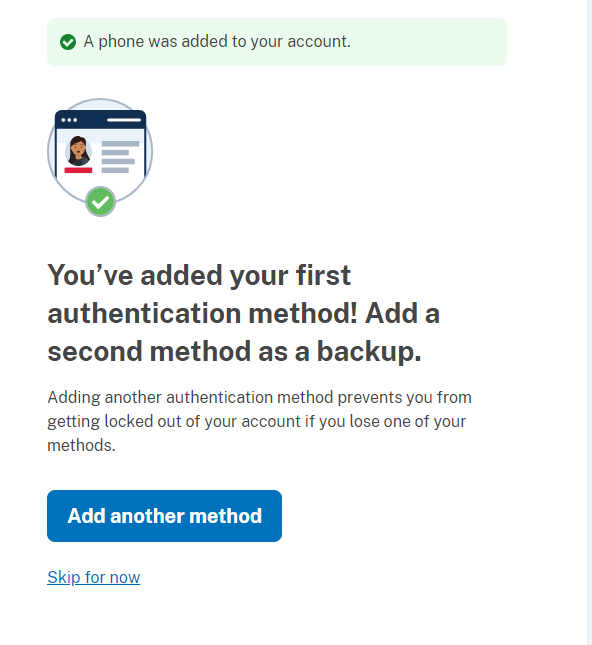 A phone was added to your account.
You’ve added your first
authentication method! Add a
second method as a backup.
Adding another authentication method prevents you from
getting locked out of your account if you lose one of your
methods.
Add another method
Skip for now